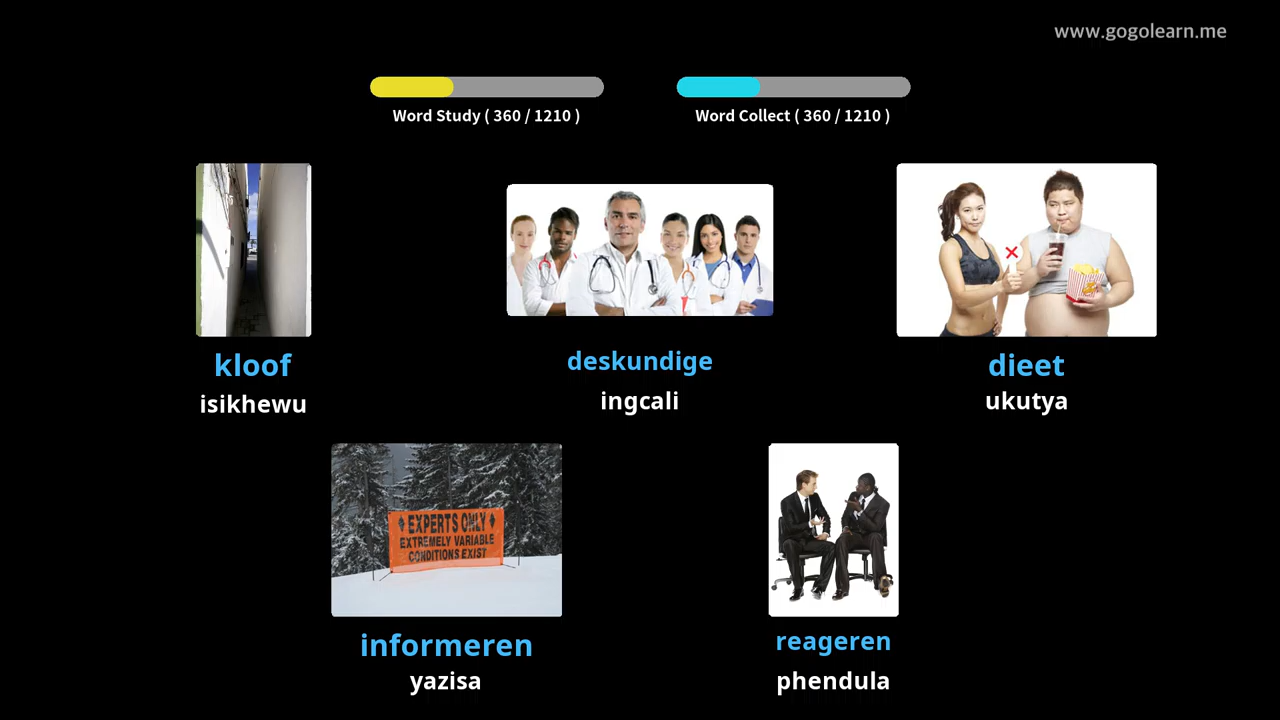 www.gogolearn.me
Word Study ( 360 / 1210 )
Word Collect ( 360 / 1210 )
kloof
isikhewu
deskundige
ingcali
dieet
ukutya
EXPERTS ONLY
EXTREMELY VARIABLE
CONDITIONS EXIST
informeren
yazisa
reageren
phendula